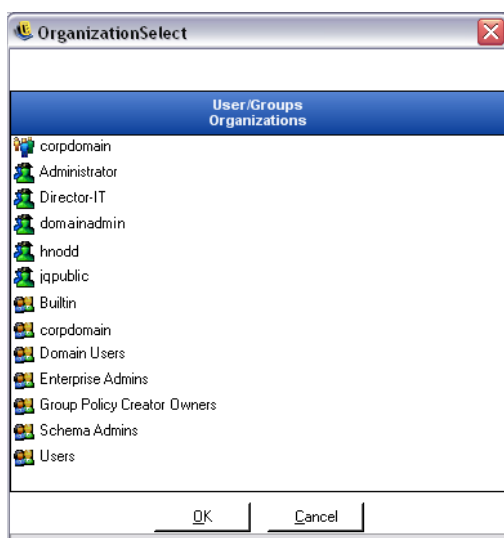 OrganizationSelect
User/Groups
Organizations
corpdomain
Administrator
Director-IT
domainadmin
hnodd
jqpublic
Builtin
corpdomain
Domain Users
Enterprise Admins
Group Policy Creator Owners
Schema Admins
Users
OK Cancel